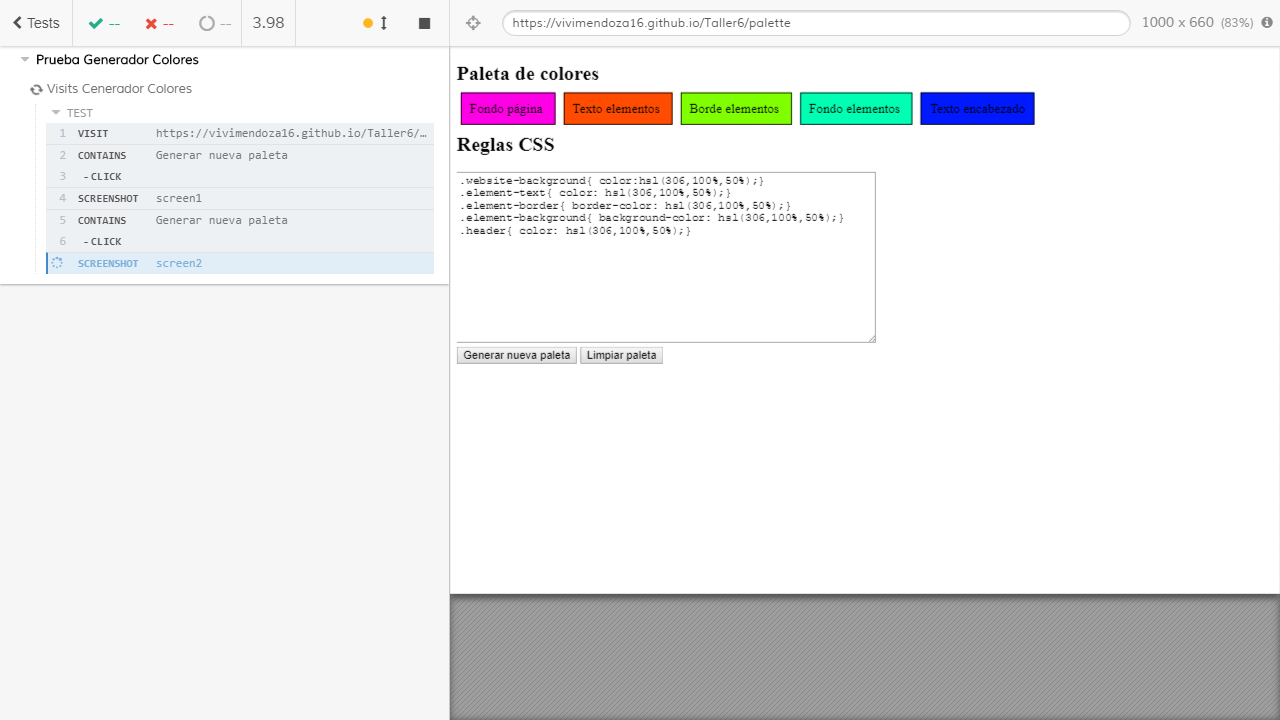 Tests
--
--
--
3.98
https://vivimendoza16.github.io/Taller6/palette
1000 x 660 (83%)
Prueba Generador Colores
Visits Cenerador Colores
TEST
1 VISIT https://vivimendoza16.github.io/Taller6/…
2 CONTAINS Generar nueva paleta
3 - CLICK
4 SCREENSHOT screen1
5 CONTAINS Generar nueva paleta
6 - CLICK
SCREENSHOT screen2
Paleta de colores
Fondo página Texto elementos Borde elementos Fondo elementos Texto encabezado
Reglas CSS
.website-background{ color:hsl(306,100%,50%);}
.element-text{ color: hsl(306,100%,50%);}
.element-border{ border-color: hsl(306,100%,50%);}
.element-background{ background-color: hsl(306,100%,50%);}
.header{ color: hsl(306,100%,50%);}
Generar nueva paleta Limpiar paleta